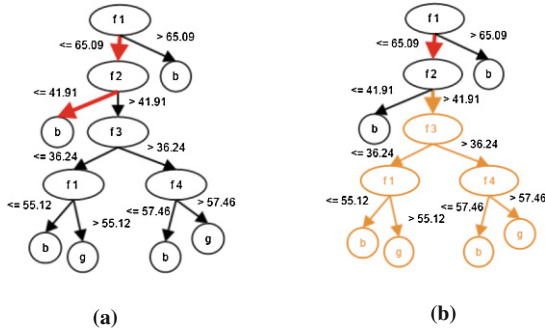 f1
<= 65.09
> 65.09
f2
b
<= 41.91
> 41.91
b
f3
<= 36.24
> 36.24
f1
f4
<= 55.12
> 55.12
<= 57.46
> 57.46
b
g
b
g
(a)
f1
<= 65.09
> 65.09
f2
b
<= 41.91
> 41.91
b
f3
<= 36.24
> 36.24
f1
f4
<= 55.12
> 55.12
<= 57.46
> 57.46
b
g
b
g
(b)